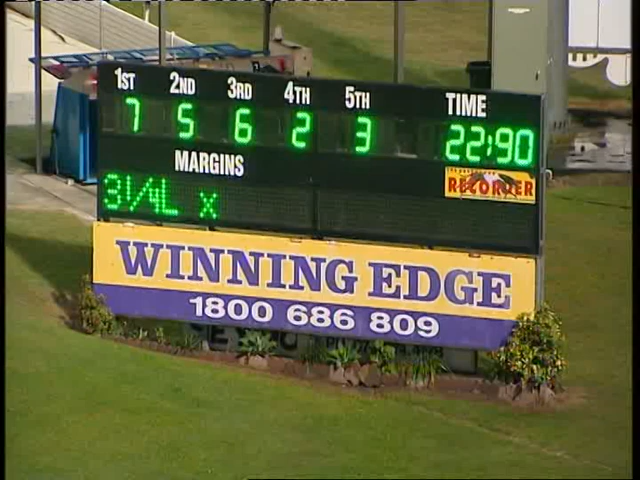 1ST 2ND 3RD 4TH 5TH TIME
7 5 6 2 3 22:90
MARGINS
3 1/4L x
RECORDER
WINNING EDGE
1800 686 809